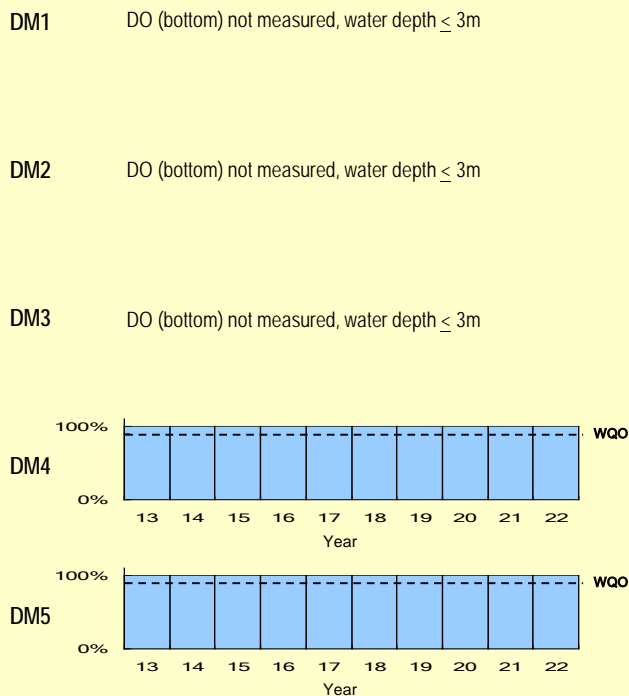 DM1 DO (bottom) not measured, water depth ≤ 3m
DM2 DO (bottom) not measured, water depth ≤ 3m
DM3 DO (bottom) not measured, water depth ≤ 3m
100%
WQO
DM4
0%
13 14 15 16 17 18 19 20 21 22
Year
100%
WQO
DM5
0%
13 14 15 16 17 18 19 20 21 22
Year